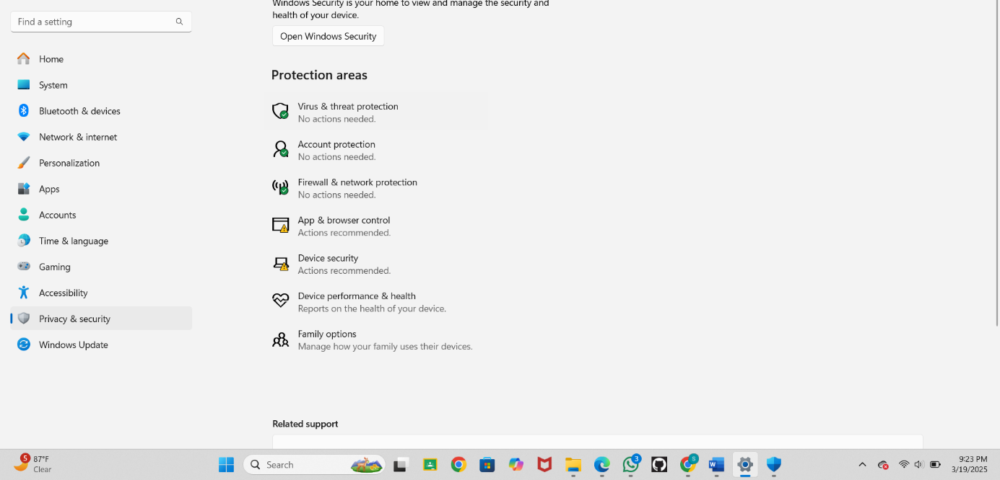 Windows Security is your home to view and manage the security and
health of your device.
Find a setting
Open Windows Security
Home
System
Bluetooth & devices
Network & internet
Personalization
Apps
Accounts
Time & language
Gaming
Accessibility
Privacy & security
Windows Update
Protection areas
Virus & threat protection
No actions needed.
Account protection
No actions needed.
Firewall & network protection
No actions needed.
App & browser control
Actions recommended.
Device security
Actions recommended.
Device performance & health
Reports on the health of your device.
Family options
Manage how your family uses their devices.
Related support
5
87°F
Clear
Search
3
S
W
9:23 PM
3/19/2025